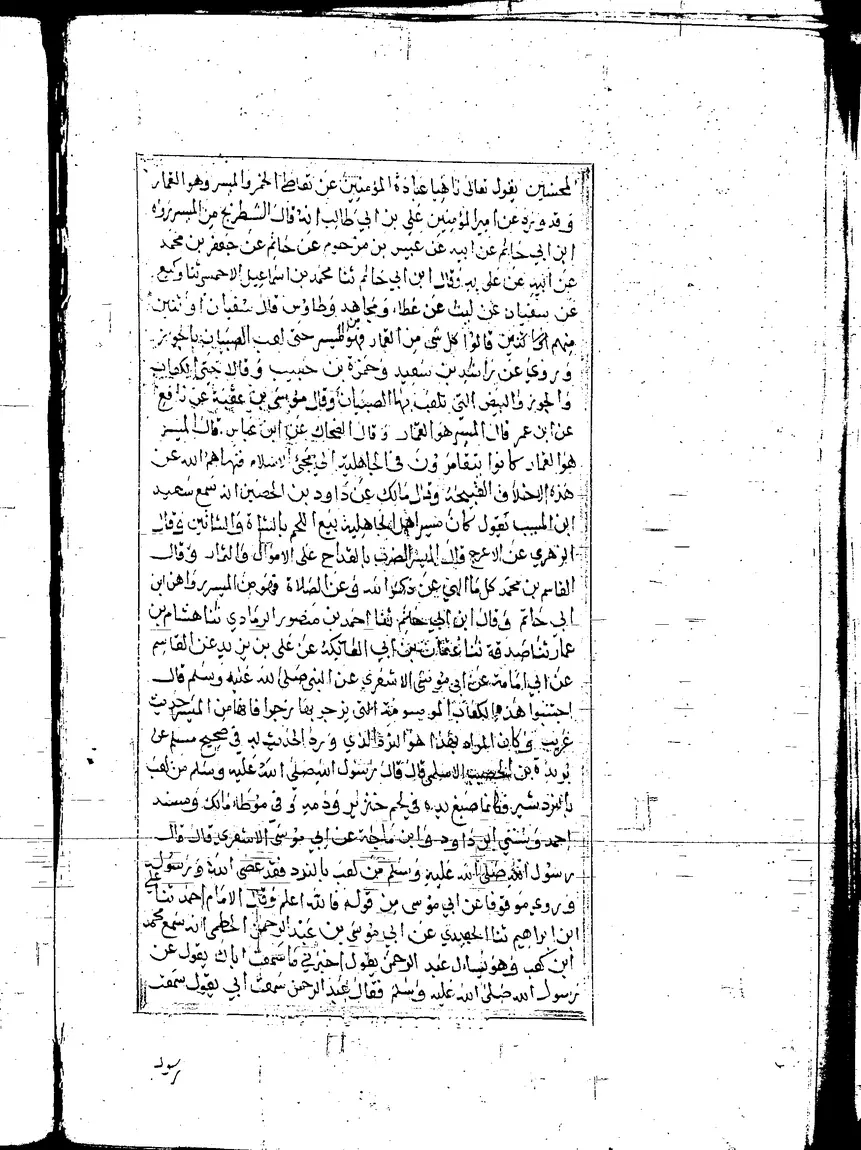 المحسنين يقول تعالى ناهيا عباده المؤمنين عن تعاطي الخمر والميسر وهو القمار
وقد ورد عن امير المؤمنين علي بن ابي طالب انه قال الشطرنج من الميسر رواه
ابن ابي حاتم عن ابيه عن عبيس بن مرحوم عن حاتم عن جعفر بن محمد
عن ابيه عن علي به وقال ابن ابي حاتم ثنا محمد بن اسماعيل الاحمسي ثنا وكيع
عن سفيان عن ليث عن عطاء ومجاهد وطاوس قال سفيان او اثنين
منهم قالوا كل شي من القمار فهو من الميسر حتى لعب الصبيان بالجوز
وروي عن راشد بن سعيد وحمزة بن حبيب وقالا حتى الكعاب
والجوز والبيض التي تلعب بها الصبيان وقال موسى بن عقبة عن نافع
عن ابن عمر قال الميسر هو القمار وقال الضحاك عن ابن عباس قال الميسر
هو القمار كانوا يتقامرون في الجاهلية الى مجئ الاسلام فنهاهم الله عن
هذه الاخلاق القبيحة وقال مالك عن داود بن الحصين انه سمع سعيد
ابن المسيب يقول كان ميسر اهل الجاهلية بيع اللحم بالشاة والشاتين وقال
الزهري عن الاعرج قال الميسر الضرب بالقداح على الاموال والثمار وقال
القاسم بن محمد كل ما الهي عن ذكر الله وعن الصلاة فهو من الميسر رواهن ابن
ابي حاتم وقال ابن ابي حاتم ثنا احمد بن منصور الرمادي ثنا هشام بن
عمار ثنا صدقة ثنا عثمان بن ابي العاتكة عن علي بن يزيد عن القاسم
عن ابي امامة عن ابي موسى الاشعري عن النبي صلى الله عليه وسلم قال
اجتنبوا هذه الكعاب الموسومة التي يزجر بها زجرا فانها من الميسر حديث
غريب وكان المراد بهذا هو النرد الذي ورد الحديث به في صحيح مسلم عن
بريدة بن الحصيب الاسلمي قال قال رسول الله صلى الله عليه وسلم من لعب
بالنردشير فكانما صبغ يده في لحم خنزير ودمه وفي موطا مالك ومسند
احمد وسنني ابي داود وابن ماجة عن ابي موسى الاشعري قال قال
رسول الله صلى الله عليه وسلم من لعب بالنرد فقد عصى الله ورسوله
وروي موقوفا عن ابي موسى من قوله فالله اعلم وقال الامام احمد ثنا علي
ابن ابراهيم ثنا الجعيدي عن ابي موسى بن عبد الرحمن الخطمي انه سمع محمد
ابن كعب وهو يسال عبد الرحمن يقول اخبرني ما سمعت اباك يقول عن
رسول الله صلى الله عليه وسلم فقال عبد الرحمن سمعت ابي يقول سمعت
رسول